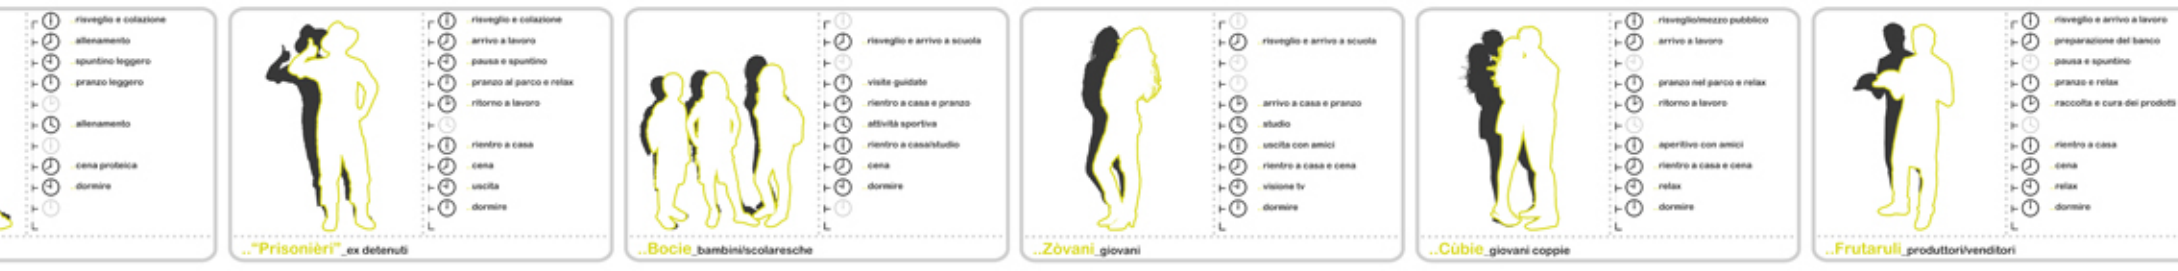 risveglio e colazione
allenamento
spuntino leggero
pranzo leggero
allenamento
cena proteica
dormire
risveglio e colazione
arrivo a lavoro
pausa e spuntino
pranzo al parco e relax
ritorno a lavoro
rientro a casa
cena
uscita
dormire
.."Prisonièri"_ex detenuti
risveglio e arrivo a scuola
visite guidate
rientro a casa e pranzo
attività sportiva
rientro a casa/studio
cena
dormire
..Bocie_bambini/scolaresche
risveglio e arrivo a scuola
arrivo a casa e pranzo
studio
uscita con amici
rientro a casa e cena
visione tv
dormire
..Zòvani_giovani
risveglio/mezzo pubblico
arrivo a lavoro
pranzo nel parco e relax
ritorno a lavoro
aperitivo con amici
rientro a casa e cena
relax
dormire
..Cùbie_giovani coppie
risveglio e arrivo a lavoro
preparazione del banco
pausa e spuntino
pranzo e relax
raccolta e cura dei prodotti
rientro a casa
cena
relax
dormire
..Frutaruli_produttori/venditori